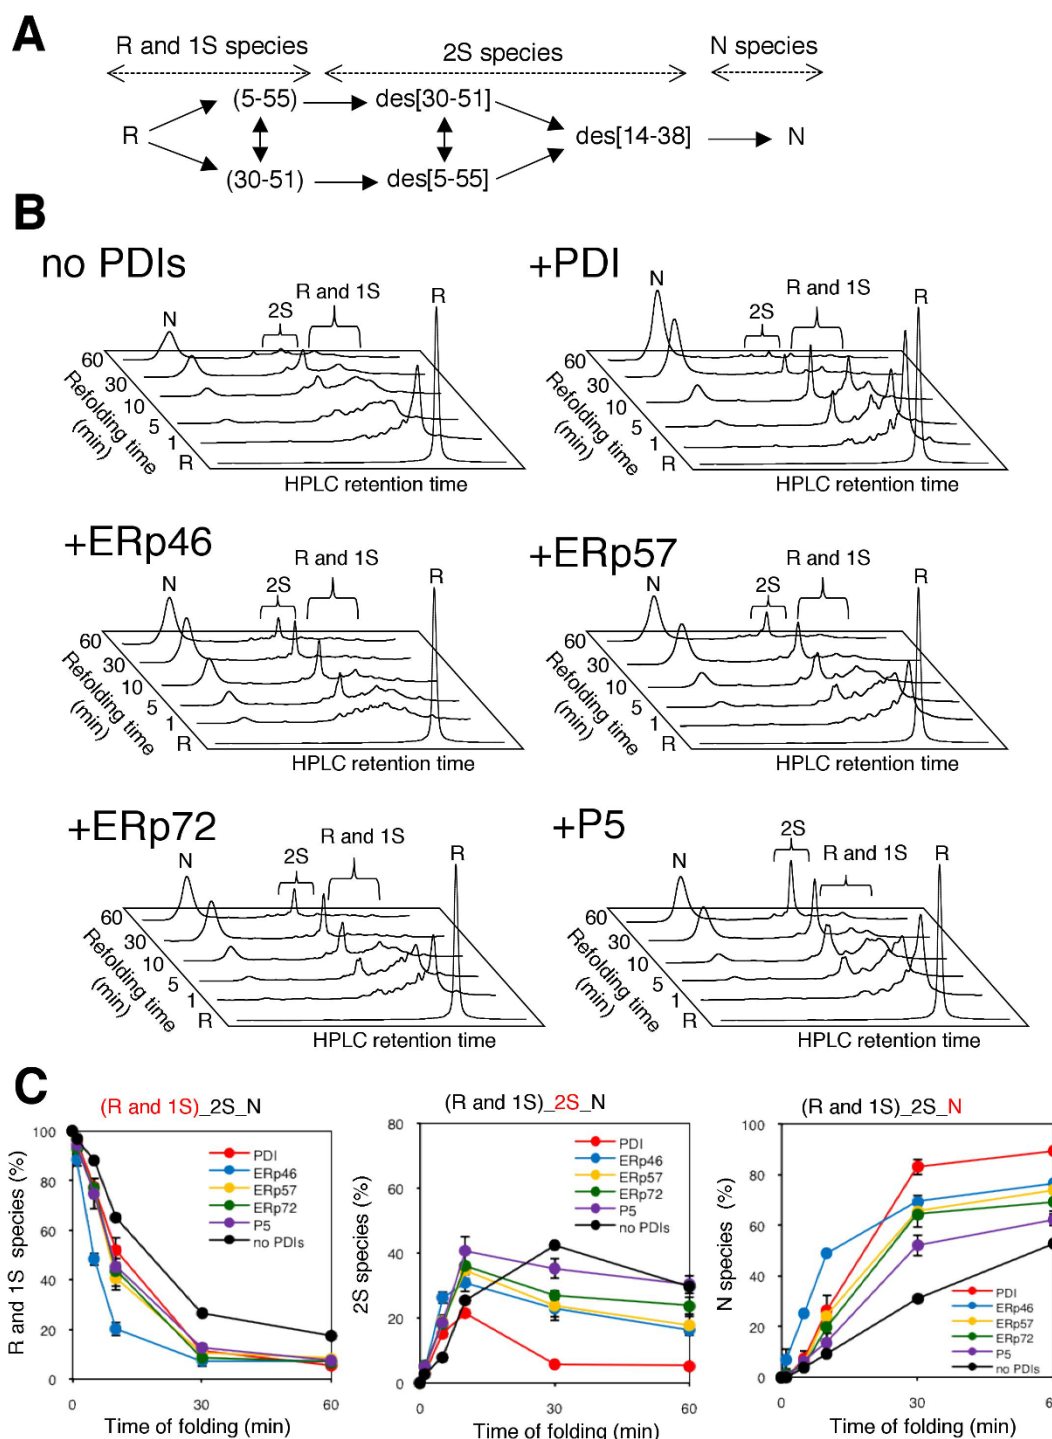 A
R and 1S species
2S species
N species
(5-55)
des[30-51]
R
des[14-38]
N
(30-51)
des[5-55]
B
no PDIs
N
2S
R and 1S
R
60
30
10
5
1
R
Refolding time
(min)
HPLC retention time
+PDI
N
2S
R and 1S
R
60
30
10
5
1
R
Refolding time
(min)
HPLC retention time
+ERp46
N
2S
R and 1S
R
60
30
10
5
1
R
Refolding time
(min)
HPLC retention time
+ERp57
N
2S
R and 1S
R
60
30
10
5
1
R
Refolding time
(min)
HPLC retention time
+ERp72
N
2S
R and 1S
R
60
30
10
5
1
R
Refolding time
(min)
HPLC retention time
+P5
N
2S
R and 1S
R
60
30
10
5
1
R
Refolding time
(min)
HPLC retention time
C
(R and 1S)_2S_N
R and 1S species (%)
100
80
60
40
20
0
PDI
ERp46
ERp57
ERp72
P5
no PDIs
0
30
60
Time of folding (min)
(R and 1S)_2S_N
2S species (%)
80
60
40
20
0
PDI
ERp46
ERp57
ERp72
P5
no PDIs
0
30
60
Time of folding (min)
(R and 1S)_2S_N
N species (%)
100
80
60
40
20
0
PDI
ERp46
ERp57
ERp72
P5
no PDIs
0
30
Time of folding (min)